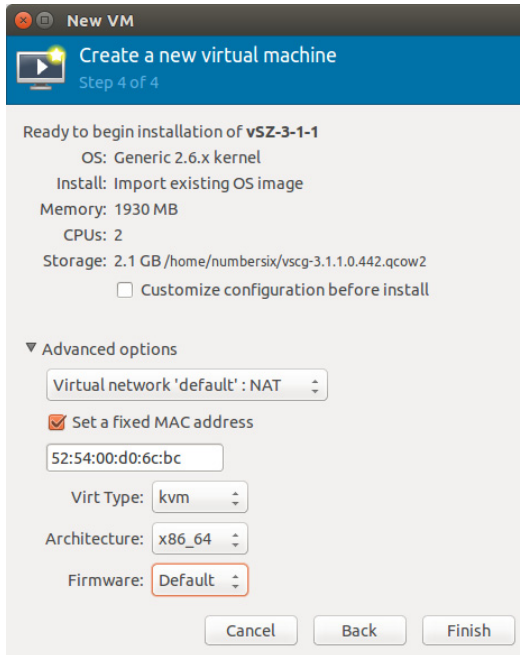 New VM
Create a new virtual machine
Step 4 of 4
Ready to begin installation of vSZ-3-1-1
OS: Generic 2.6.x kernel
Install: Import existing OS image
Memory: 1930 MB
CPUs: 2
Storage: 2.1 GB /home/numbersix/vscg-3.1.1.0.442.qcow2
Customize configuration before install
Advanced options
Virtual network 'default' : NAT
Set a fixed MAC address
52:54:00:d0:6c:bc
Virt Type: kvm
Architecture: x86_64
Firmware: Default
Cancel Back Finish